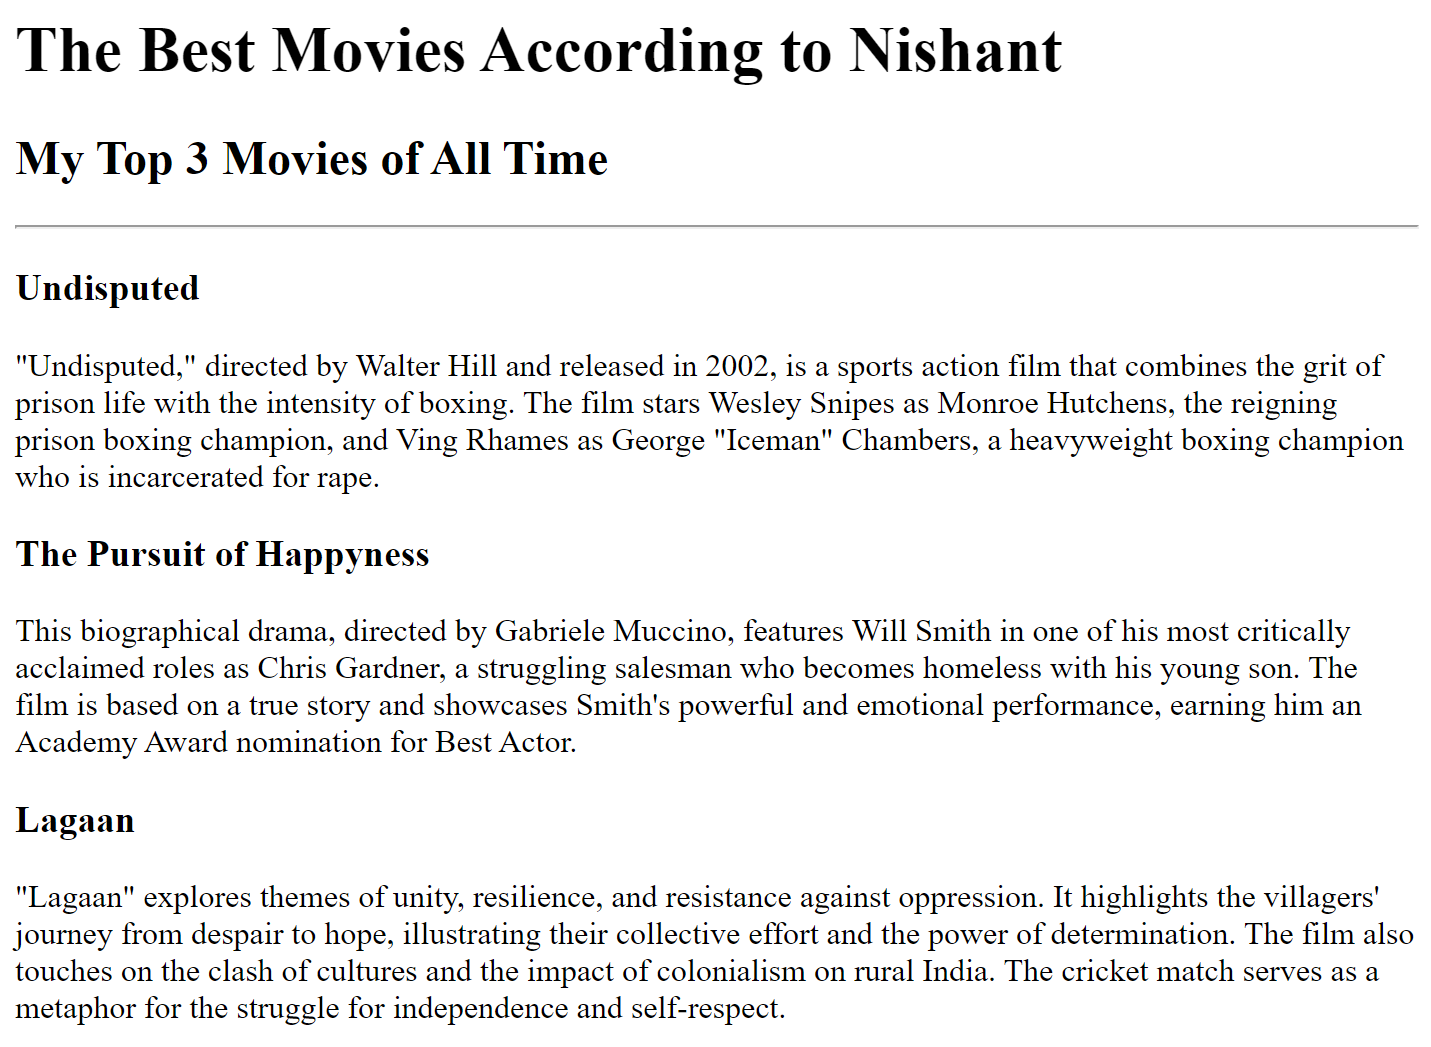 The Best Movies According to Nishant
My Top 3 Movies of All Time
Undisputed
"Undisputed," directed by Walter Hill and released in 2002, is a sports action film that combines the grit of
prison life with the intensity of boxing. The film stars Wesley Snipes as Monroe Hutchens, the reigning
prison boxing champion, and Ving Rhames as George "Iceman" Chambers, a heavyweight boxing champion
who is incarcerated for rape.
The Pursuit of Happyness
This biographical drama, directed by Gabriele Muccino, features Will Smith in one of his most critically
acclaimed roles as Chris Gardner, a struggling salesman who becomes homeless with his young son. The
film is based on a true story and showcases Smith's powerful and emotional performance, earning him an
Academy Award nomination for Best Actor.
Lagaan
"Lagaan" explores themes of unity, resilience, and resistance against oppression. It highlights the villagers'
journey from despair to hope, illustrating their collective effort and the power of determination. The film also
touches on the clash of cultures and the impact of colonialism on rural India. The cricket match serves as a
metaphor for the struggle for independence and self-respect.